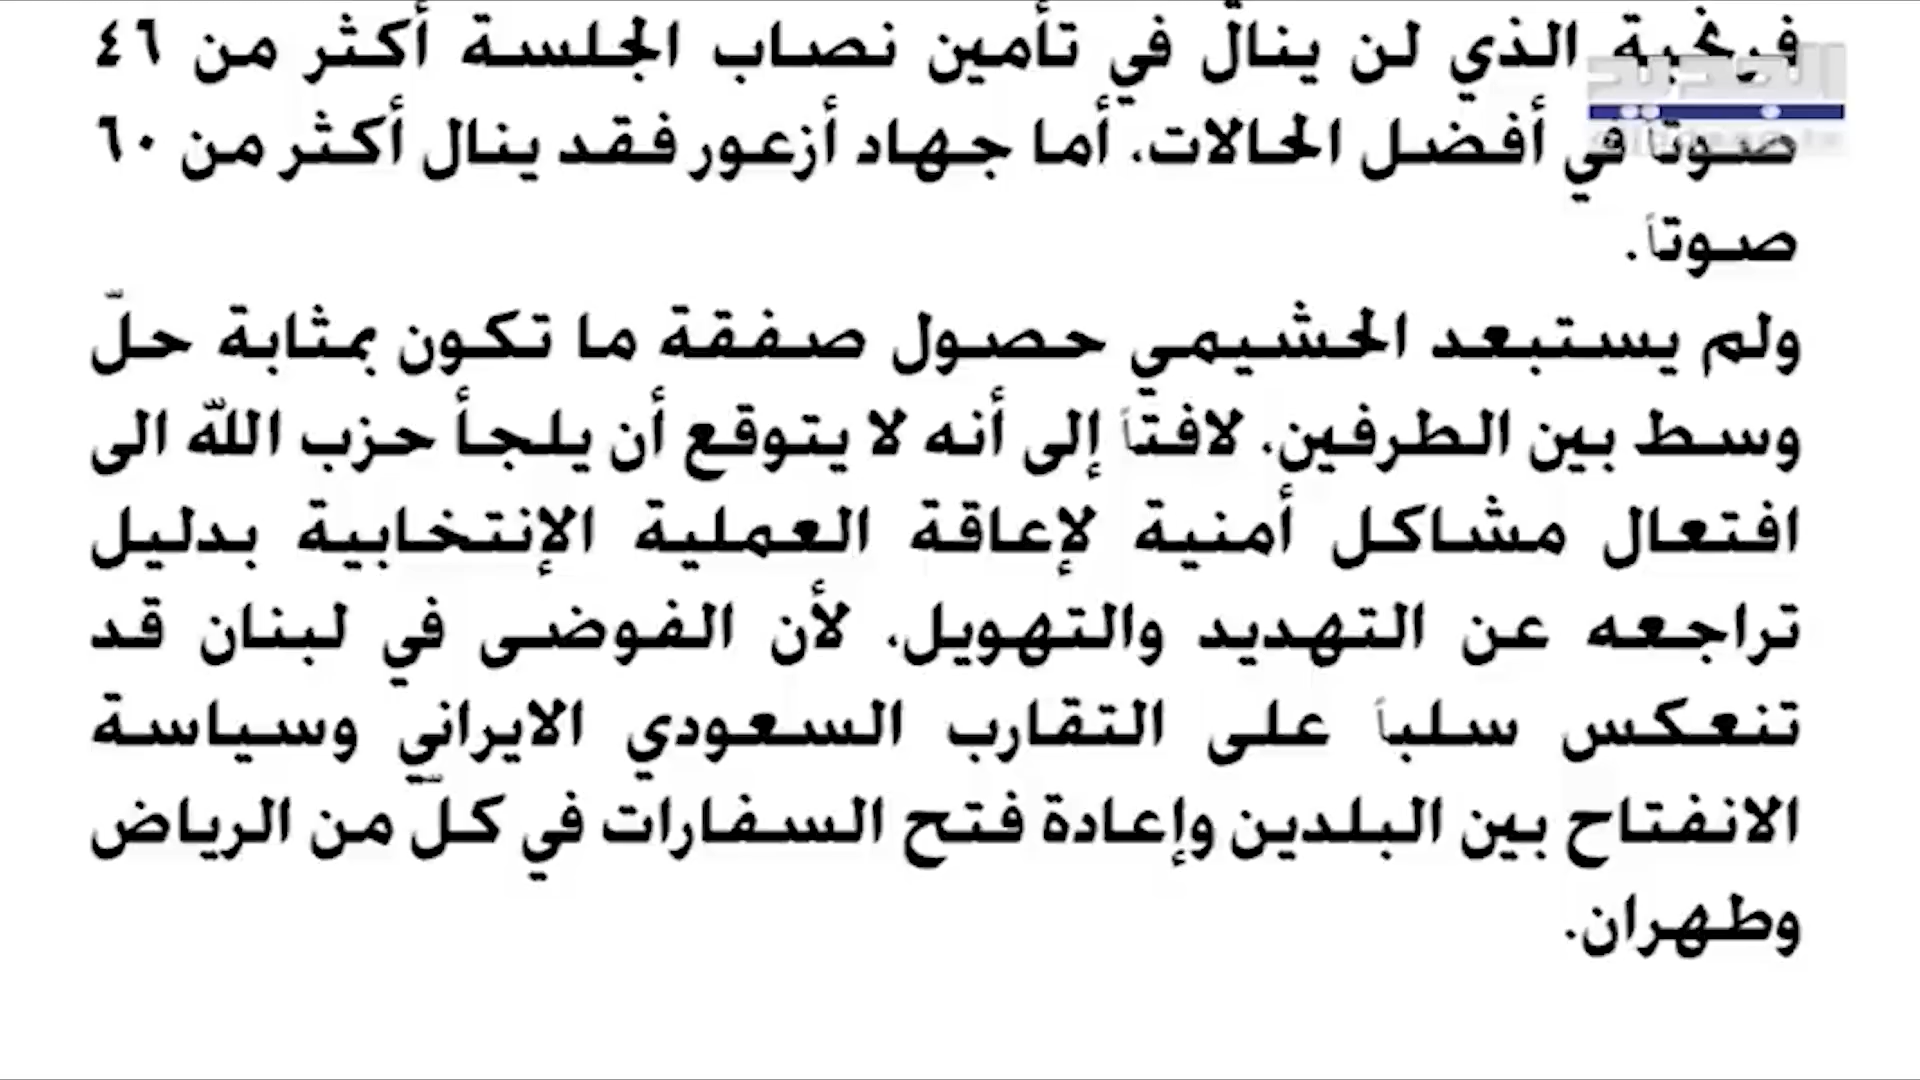 فرنجية الذي لن ينال في تأمين نصاب الجلسة أكثر من ٤٦
صوتاً في أفضل الحالات، أما جهاد أزعور فقد ينال أكثر من ٦٠
صوتاً.
ولم يستبعد الحشيمي حصول صفقة ما تكون بمثابة حلّ
وسط بين الطرفين، لافتاً إلى أنه لا يتوقع أن يلجأ حزب الله الى
افتعال مشاكل أمنية لإعاقة العملية الإنتخابية بدليل
تراجعه عن التهديد والتهويل، لأن الفوضى في لبنان قد
تنعكس سلباً على التقارب السعودي الايراني وسياسة
الانفتاح بين البلدين وإعادة فتح السفارات في كلّ من الرياض
وطهران.
الجديد